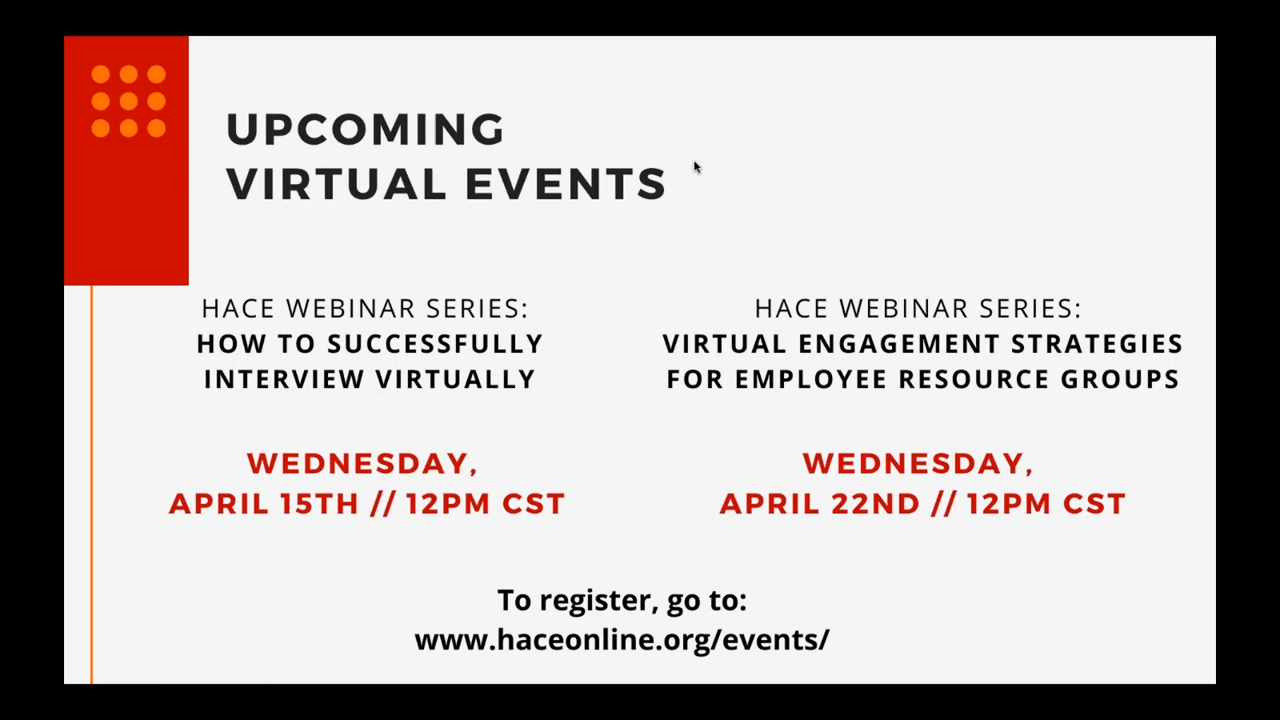 UPCOMING
VIRTUAL EVENTS
HACE WEBINAR SERIES:
HOW TO SUCCESSFULLY
INTERVIEW VIRTUALLY
WEDNESDAY,
APRIL 15TH // 12PM CST
HACE WEBINAR SERIES:
VIRTUAL ENGAGEMENT STRATEGIES
FOR EMPLOYEE RESOURCE GROUPS
WEDNESDAY,
APRIL 22ND // 12PM CST
To register, go to:
www.haceonline.org/events/